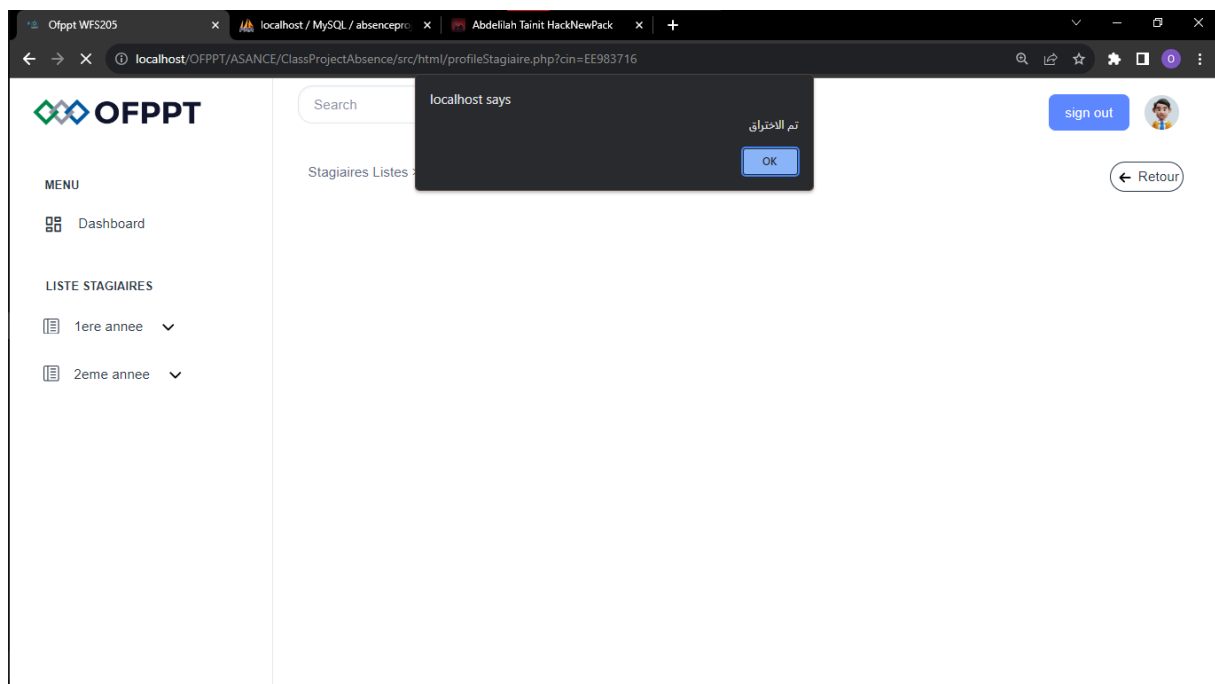 Ofppt WFS205
localhost / MySQL / absencepro
Abdelilah Tainit HackNewPack
localhost/OFPPT/ASANCE/ClassProjectAbsence/src/html/profileStagiaire.php?cin=EE983716
O
OFPPT
Search
localhost says
تم الاختراق
OK
sign out
Stagiaires Listes >
Retour
MENU
Dashboard
LISTE STAGIAIRES
1ere annee
2eme annee